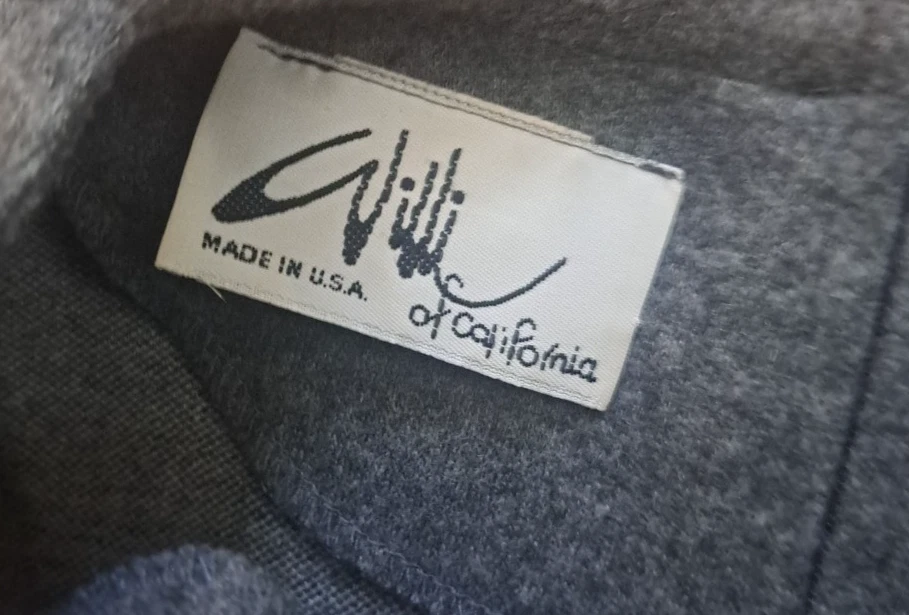 Willi
MADE IN U.S.A.
of California